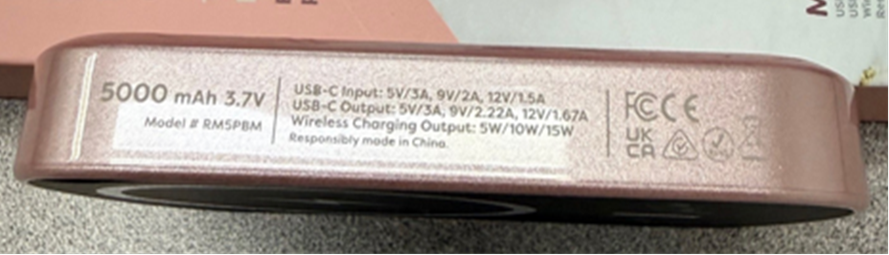 5000 mAh 3.7V
Model # RM5PBM
USB-C Input: 5V/3A, 9V/2A, 12V/1.5A
USB-C Output: 5V/3A, 9V/2.22A, 12V/1.67A
Wireless Charging Output: 5W/10W/15W
Responsibly made in China.
FC CE
UK
CA